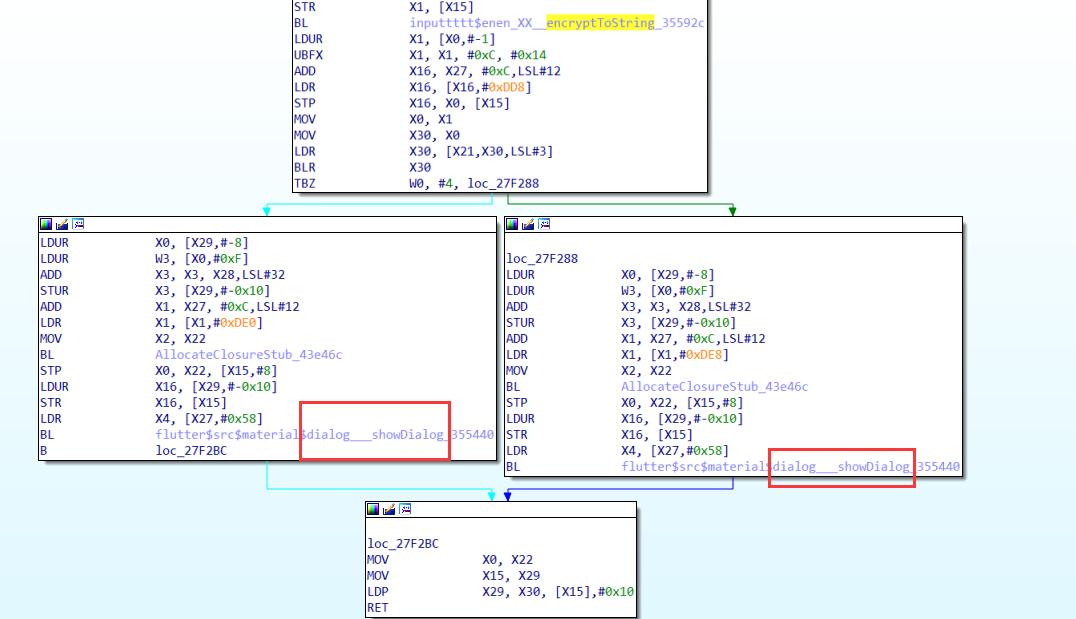 STR X1, [X15]
BL inputtttt$enen_XX__encryptToString_35592c
LDUR X1, [X0,#-1]
UBFX X1, X1, #0xC, #0x14
ADD X16, X27, #0xC,LSL#12
LDR X16, [X16,#0xDD8]
STP X16, X0, [X15]
MOV X0, X1
MOV X30, X0
LDR X30, [X21,X30,LSL#3]
BLR X30
TBZ W0, #4, loc_27F288
LDUR X0, [X29,#-8]
LDUR W3, [X0,#0xF]
ADD X3, X3, X28,LSL#32
STUR X3, [X29,#-0x10]
ADD X1, X27, #0xC,LSL#12
LDR X1, [X1,#0xDE0]
MOV X2, X22
BL AllocateClosureStub_43e46c
STP X0, X22, [X15,#8]
LDUR X16, [X29,#-0x10]
STR X16, [X15]
LDR X4, [X27,#0x58]
BL flutter$src$material$dialog___showDialog_355440
B loc_27F2BC
loc_27F288
LDUR X0, [X29,#-8]
LDUR W3, [X0,#0xF]
ADD X3, X3, X28,LSL#32
STUR X3, [X29,#-0x10]
ADD X1, X27, #0xC,LSL#12
LDR X1, [X1,#0xDE8]
MOV X2, X22
BL AllocateClosureStub_43e46c
STP X0, X22, [X15,#8]
LDUR X16, [X29,#-0x10]
STR X16, [X15]
LDR X4, [X27,#0x58]
BL flutter$src$material$dialog___showDialog_355440
loc_27F2BC
MOV X0, X22
MOV X15, X29
LDP X29, X30, [X15],#0x10
RET